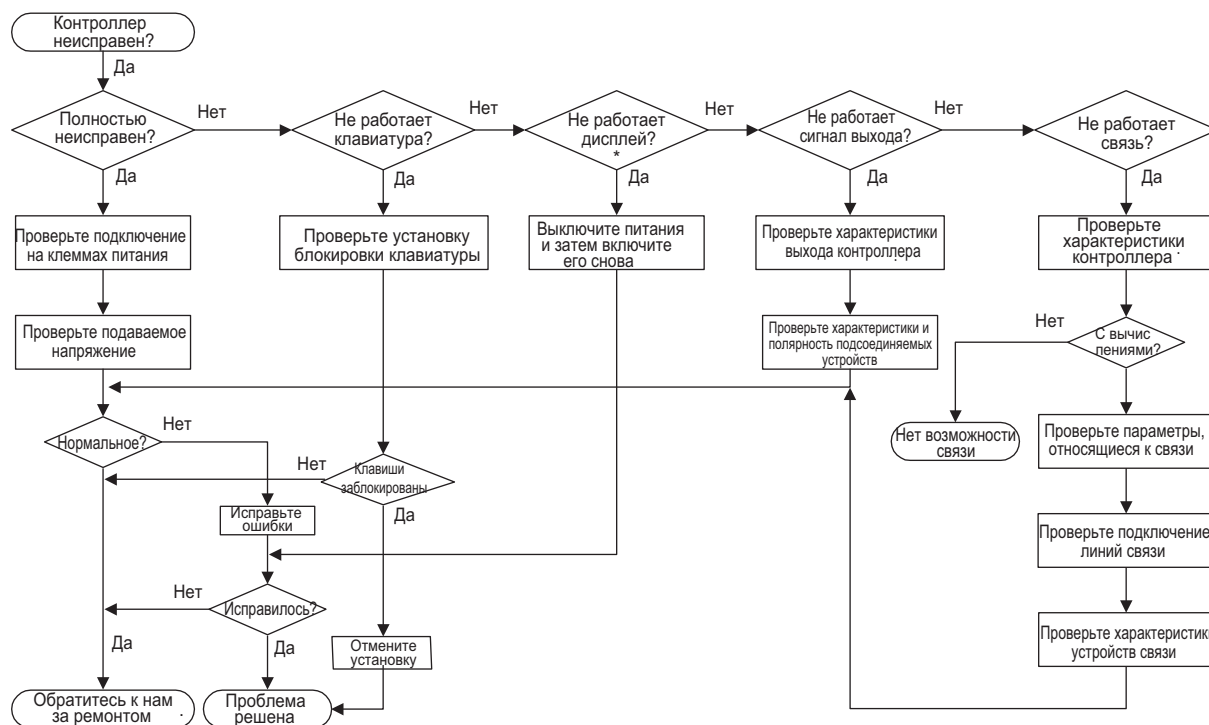 Контроллер
неисправен?
Да
Полностью
неисправен?
Нет
Не работает
клавиатура?
Нет
Не работает
дисплей?
*
Нет
Не работает
сигнал выхода?
Нет
Не работает
связь?
Да
Да
Да
Да
Да
Проверьте подключение
на клеммах питания
Проверьте установку
блокировки клавиатуры
Выключите питания
и затем включите
его снова
Проверьте характеристики
выхода контроллера
Проверьте
характеристики
контроллера
Проверьте подаваемое
напряжение
Проверьте характеристики и
полярность подсоединяемых
устройств
Нет
С вычис
пениями?
Нормальное?
Нет
Нет возможности
связи
Проверьте параметры,
относящиеся к связи
Нет
Клавиши
заблокированы
Исправьте
ошибки
Да
Проверьте подключение
линий связи
Нет
Исправилось?
Да
Да
Отмените
установку
Проверьте характеристики
устройств связи
Обратитесь к нам
за ремонтом
Проблема
решена